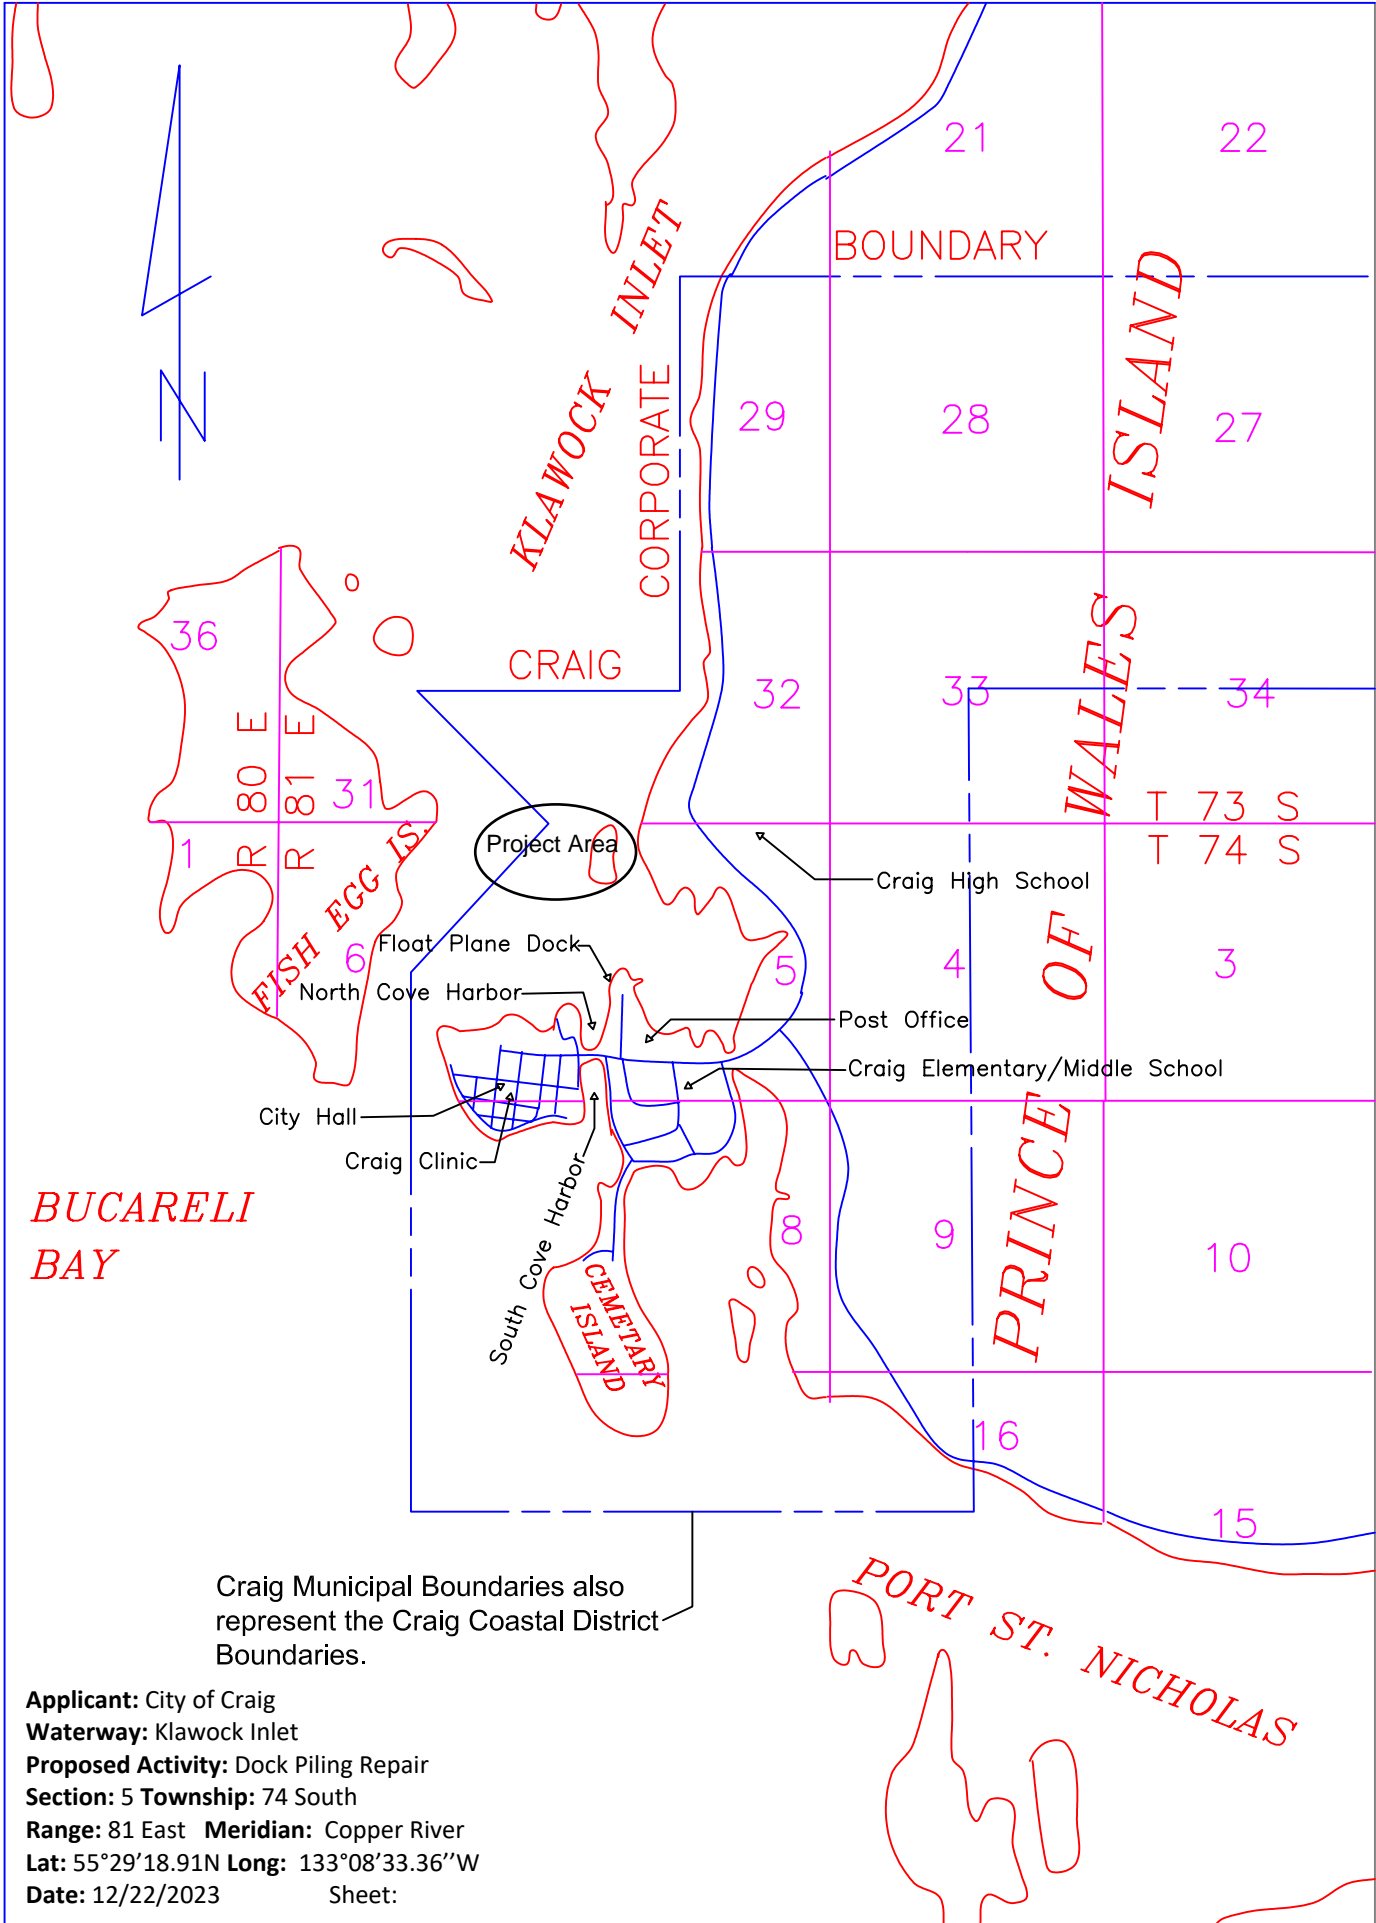 21
22
BOUNDARY
N
KLAWOCK INLET
CORPORATE
CRAIG
29
28
27
PRINCE OF WALES ISLAND
36
32
33
34
R 80 E
R 81 E
31
T 73 S
T 74 S
1
6
FISH EGG IS.
Project Area
Craig High School
Float Plane Dock
5
4
3
North Cove Harbor
Post Office
Craig Elementary/Middle School
City Hall
Craig Clinic
South Cove Harbor
BUCARELI
BAY
8
9
10
CEMETARY
ISLAND
16
15
Craig Municipal Boundaries also
represent the Craig Coastal District
Boundaries.
PORT ST. NICHOLAS
Applicant: City of Craig
Waterway: Klawock Inlet
Proposed Activity: Dock Piling Repair
Section: 5 Township: 74 South
Range: 81 East Meridian: Copper River
Lat: 55°29’18.91N Long: 133°08’33.36’’W
Date: 12/22/2023 Sheet: